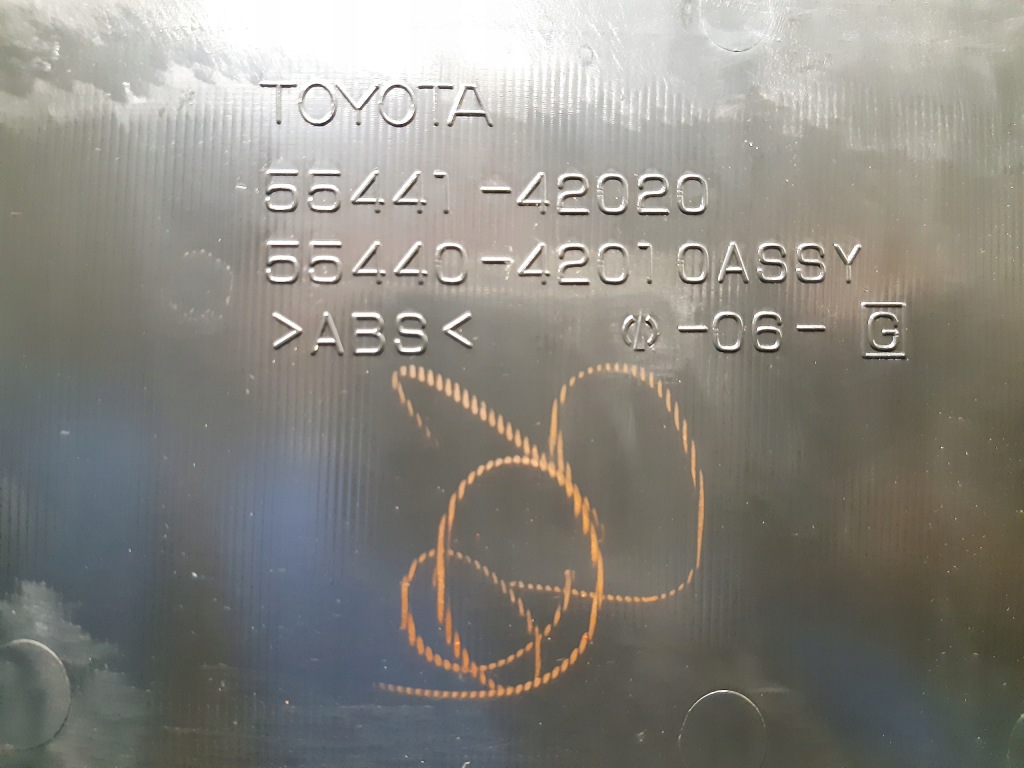 TOYOTA
55441-42020
55440-42010ASSY
>ABS< -06- G